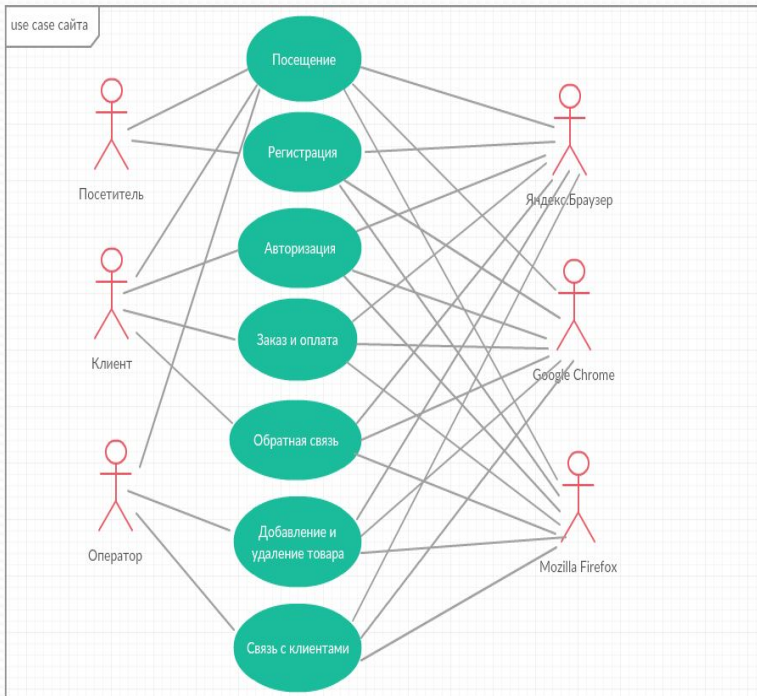 use case сайта
Посещение
Посетитель
Регистрация
Яндекс.Браузер
Авторизация
Клиент
Заказ и оплата
Google Chrome
Обратная связь
Оператор
Добавление и
удаление товара
Mozilla Firefox
Связь с клиентами